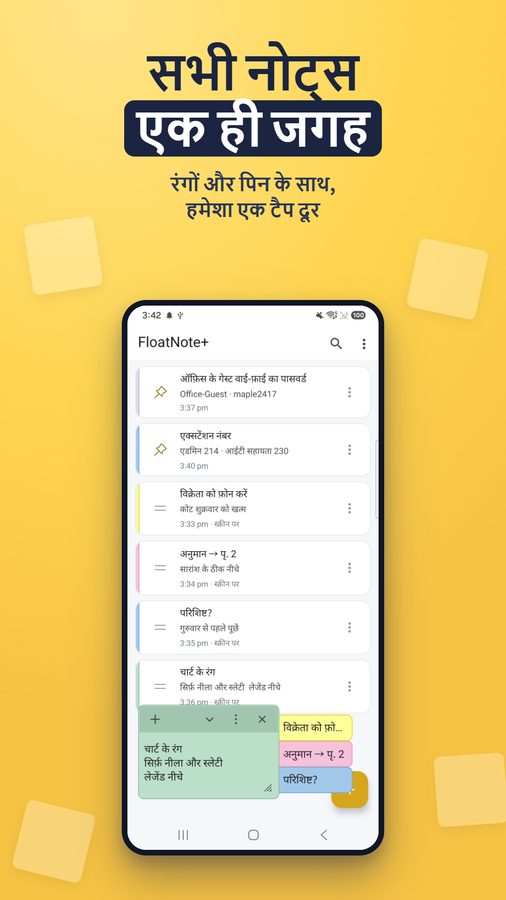 सभी नोट्स
एक ही जगह
रंगों और पिन के साथ,
हमेशा एक टैप दूर
3:42
100
FloatNote+
ऑफ़िस के गेस्ट वाई-फ़ाई का पासवर्ड
Office-Guest · maple2417
3:37 pm
एक्सटेंशन नंबर
एडमिन 214 · आईटी सहायता 230
3:40 pm
विक्रेता को फ़ोन करें
कोट शुक्रवार को खत्म
3:33 pm · स्क्रीन पर
अनुमान → पृ. 2
सारांश के ठीक नीचे
3:34 pm · स्क्रीन पर
परिशिष्ट?
गुरुवार से पहले पूछें
3:35 pm · स्क्रीन पर
चार्ट के रंग
सिर्फ़ नीला और स्लेटी लेजेंड नीचे
3:36 pm · स्क्रीन पर
चार्ट के रंग
सिर्फ़ नीला और स्लेटी
लेजेंड नीचे
विक्रेता को फ़ो...
अनुमान → पृ. 2
परिशिष्ट?